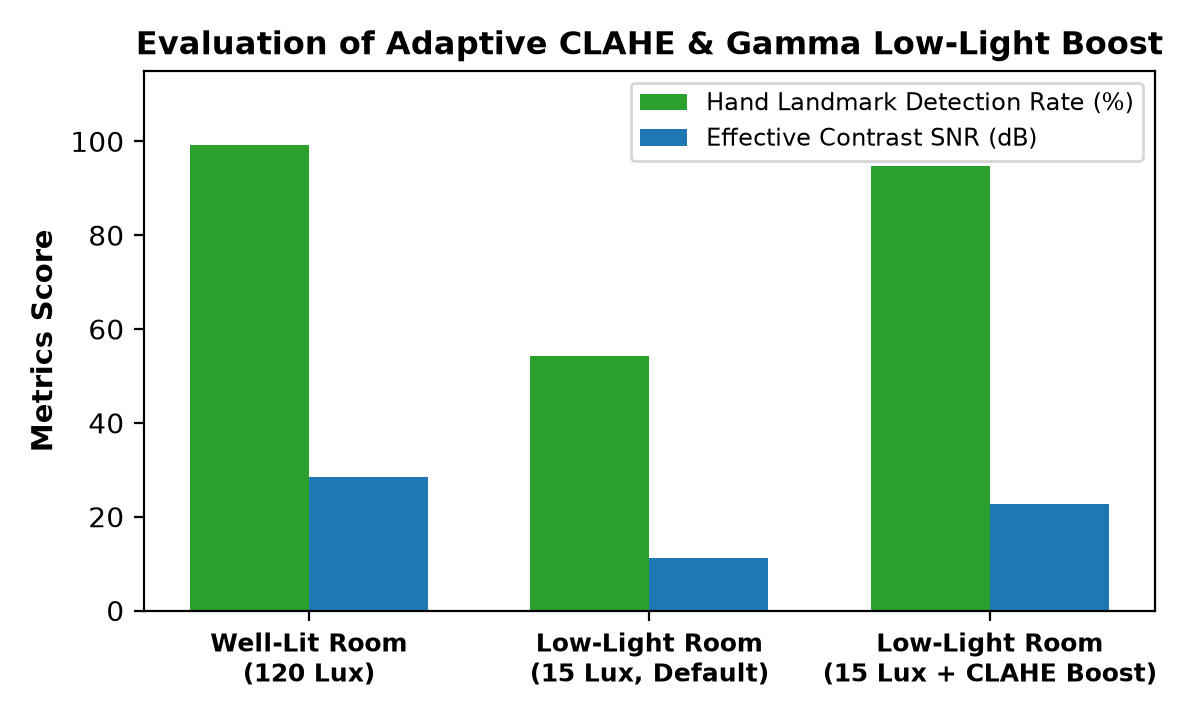 Evaluation of Adaptive CLAHE & Gamma Low-Light Boost
Hand Landmark Detection Rate (%)
Effective Contrast SNR (dB)
Metrics Score
100
80
60
40
20
0
Well-Lit Room
(120 Lux)
Low-Light Room
(15 Lux, Default)
Low-Light Room
(15 Lux + CLAHE Boost)